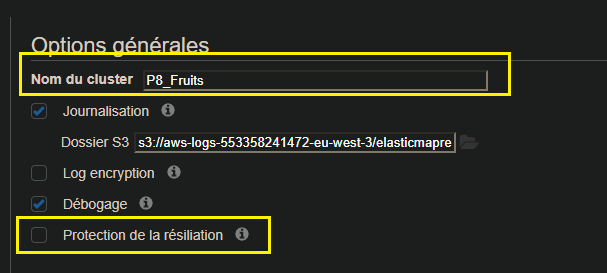 Options générales
Nom du cluster P8_Fruits
Journalisation
Dossier S3 s3://aws-logs-553358241472-eu-west-3/elasticmapre
Log encryption
Débogage
Protection de la résiliation